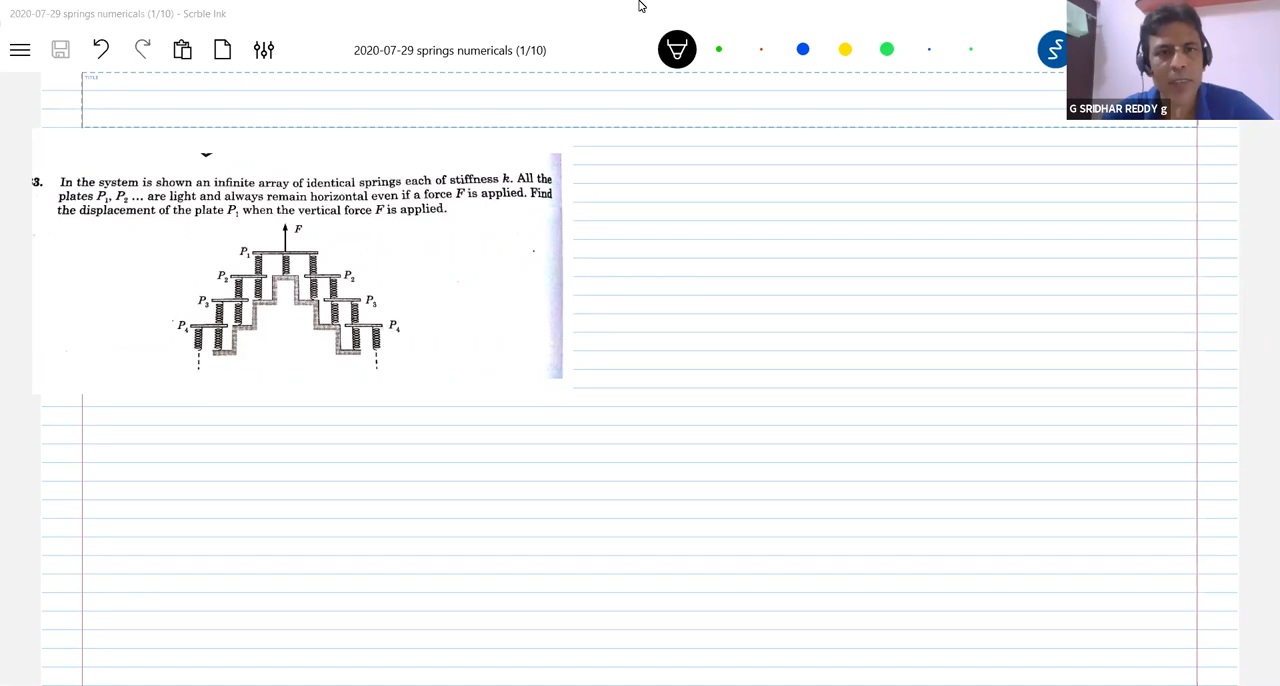 2020-07-29 springs numericals (1/10) - Scrble Ink
2020-07-29 springs numericals (1/10)
TITLE
G SRIDHAR REDDY g
3. In the system is shown an infinite array of identical springs each of stiffness k. All the
plates P₁, P₂ ... are light and always remain horizontal even if a force F is applied. Find
the displacement of the plate P₁ when the vertical force F is applied.
F
P₁
P₂ P₂
P₃ P₃
P₄ P₄